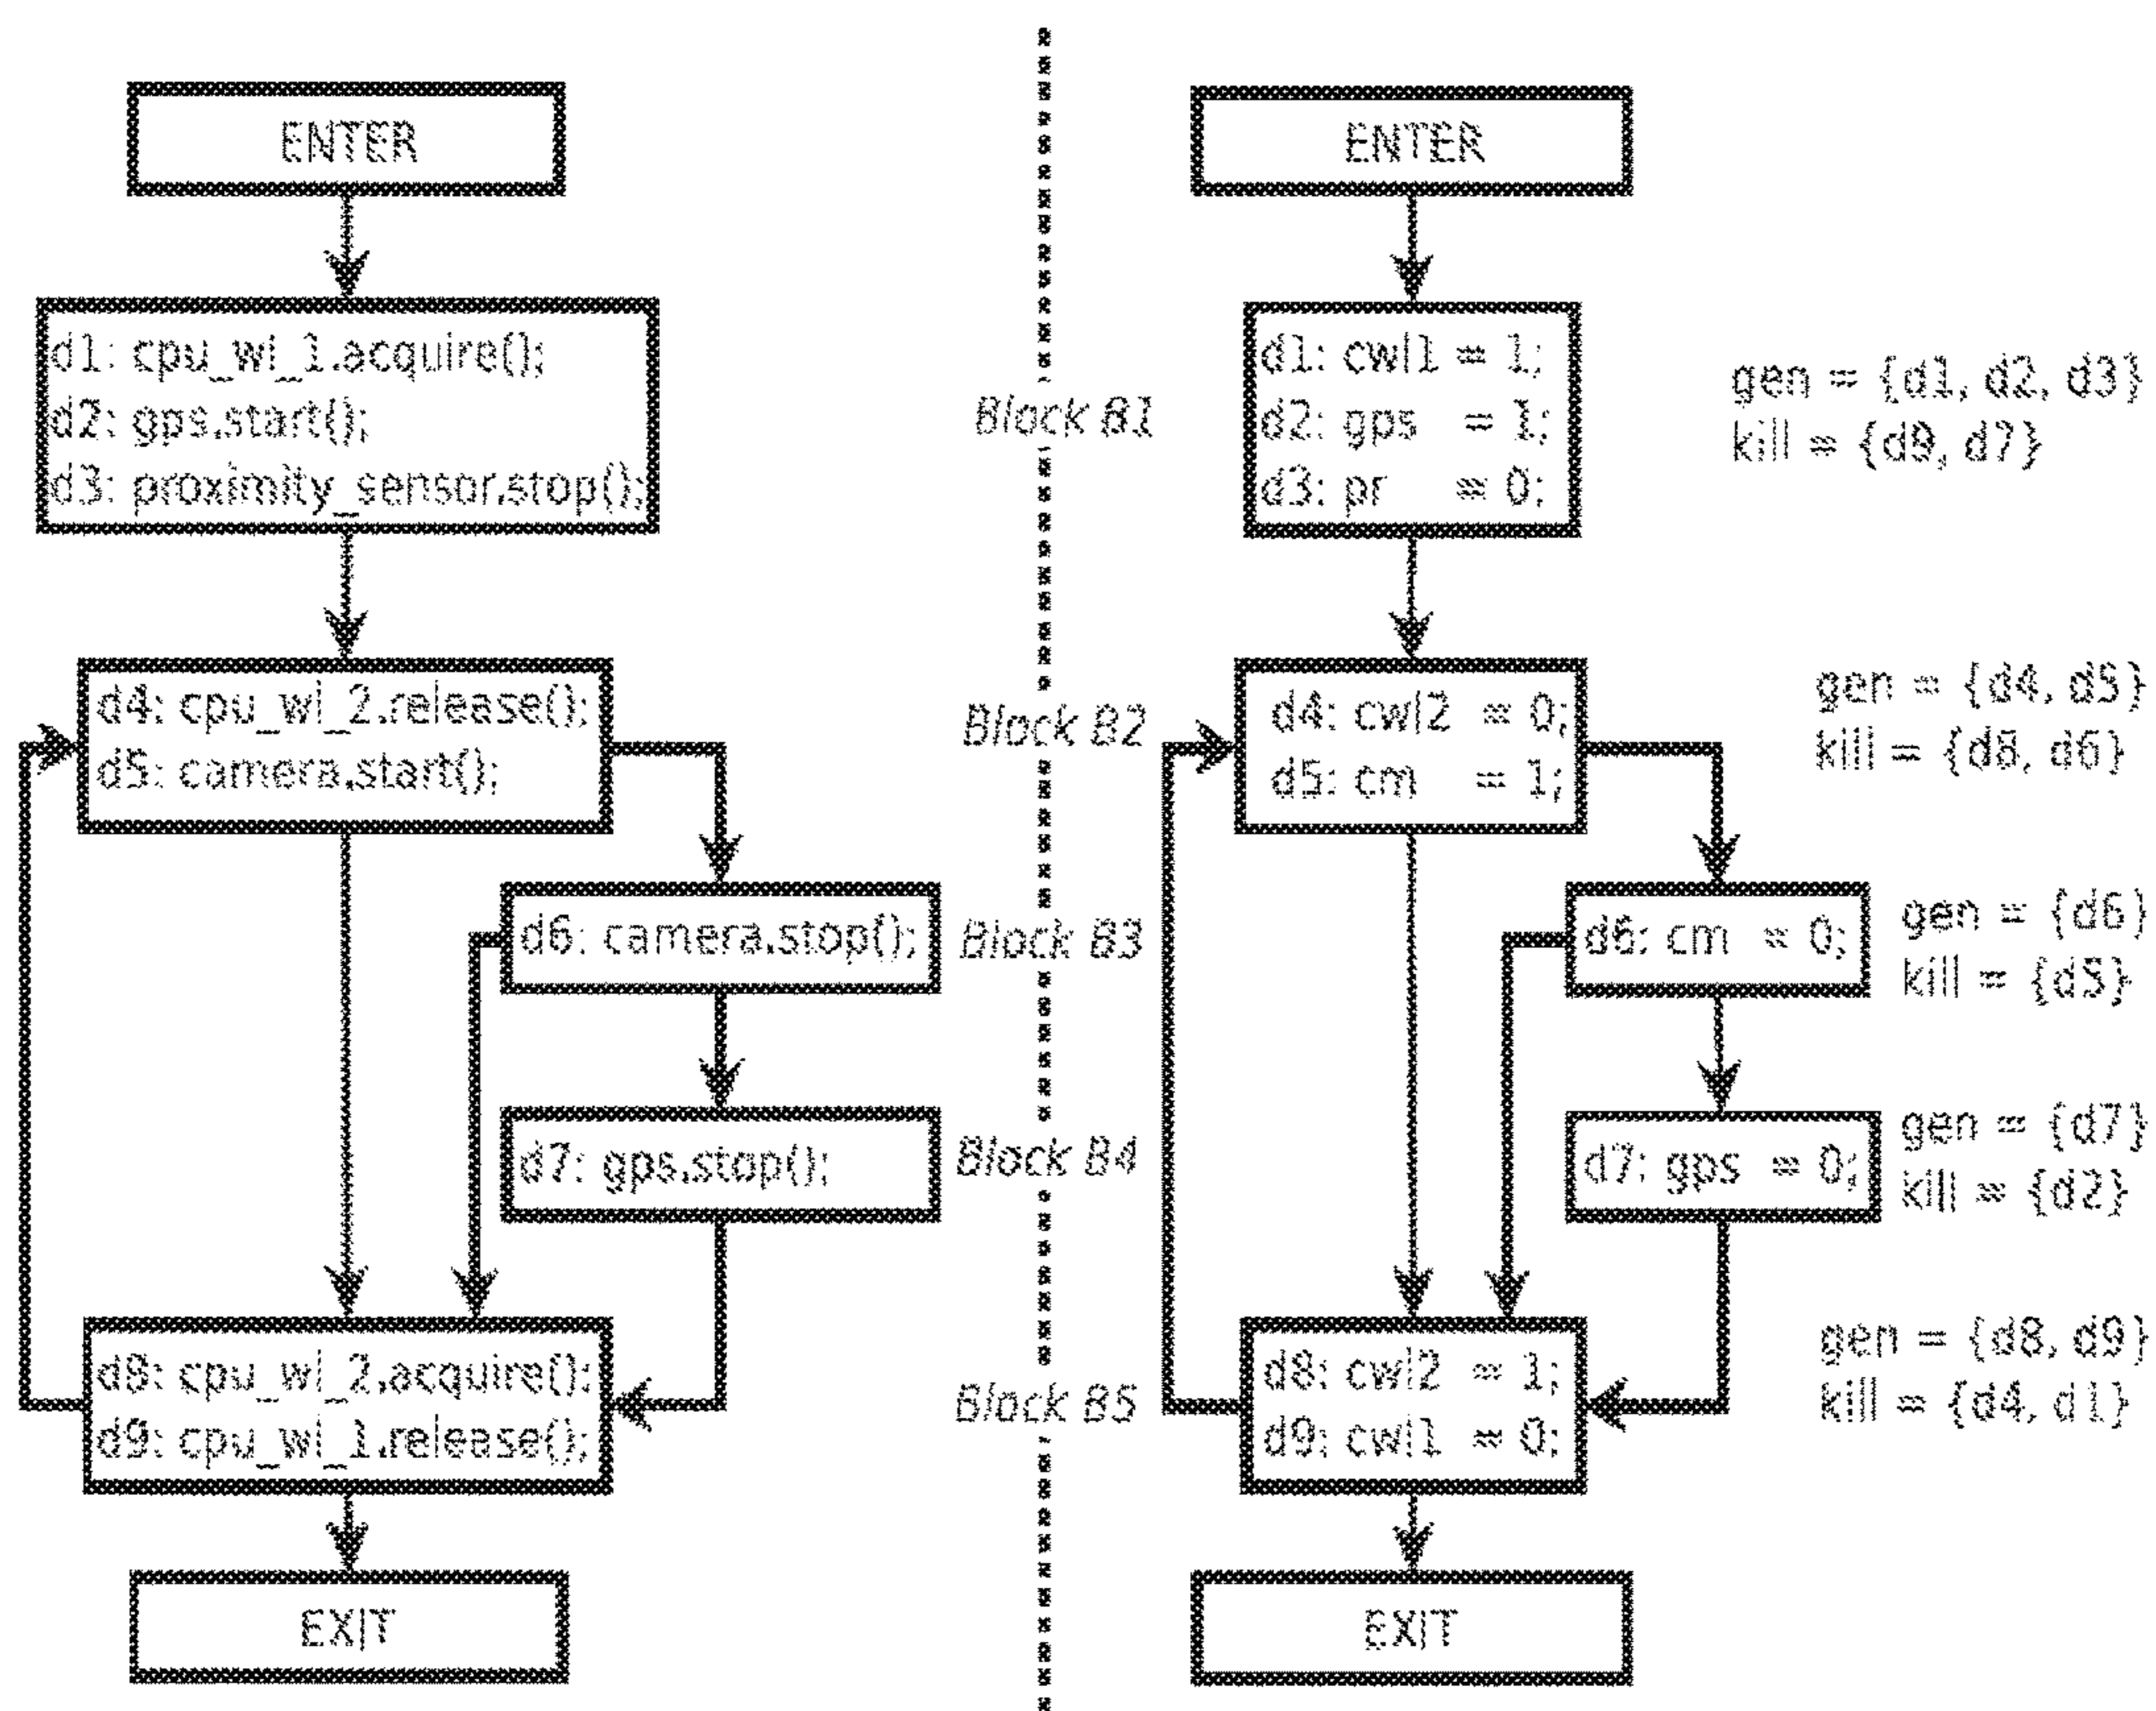 ENTER
d1: cpu_wl_1.acquire();
d2: gps.start();
d3: proximity_sensor.stop();
d4: cpu_wl_2.release();
d5: camera.start();
d6: camera.stop();
d7: gps.stop();
d8: cpu_wl_2.acquire();
d9: cpu_wl_1.release();
EXIT
Block B1
Block B2
Block B3
Block B4
Block B5
ENTER
d1: cwl1 = 1;
d2: gps = 1;
d3: pr = 0;
gen = {d1, d2, d3}
kill = {d9, d7}
d4: cwl2 = 0;
d5: cm = 1;
gen = {d4, d5}
kill = {d8, d6}
d6: cm = 0;
gen = {d6}
kill = {d5}
d7: gps = 0;
gen = {d7}
kill = {d2}
d8: cwl2 = 1;
d9: cwl1 = 0;
gen = {d8, d9}
kill = {d4, d1}
EXIT